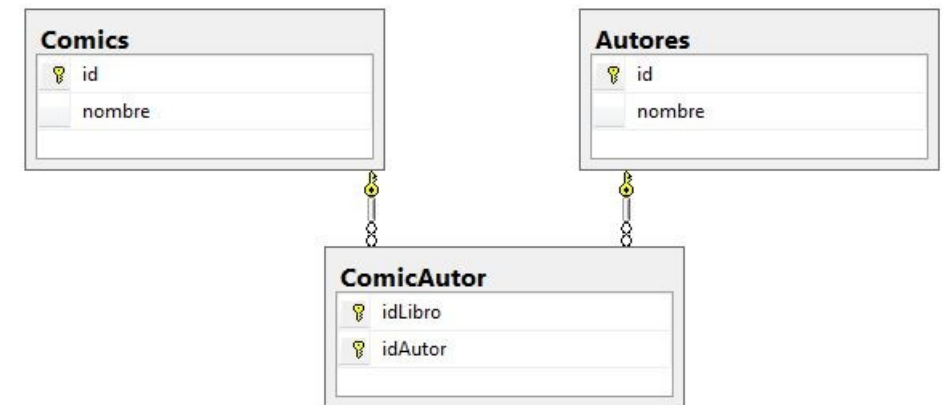 Comics
id
nombre
Autores
id
nombre
ComicAutor
idLibro
idAutor